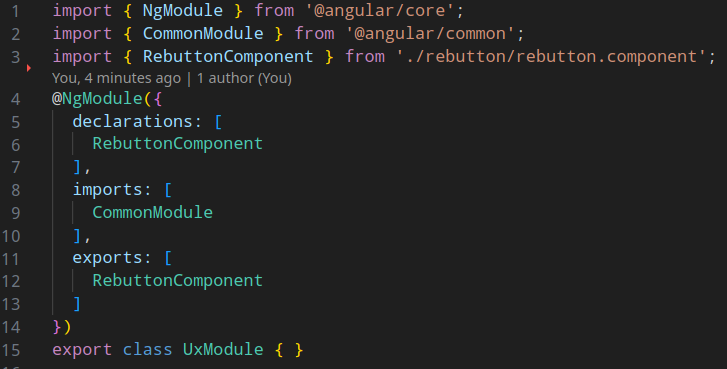 1 import { NgModule } from '@angular/core';
2 import { CommonModule } from '@angular/common';
3 import { RebuttonComponent } from './rebutton/rebutton.component';
You, 4 minutes ago | 1 author (You)
4 @NgModule({
5 declarations: [
6 RebuttonComponent
7 ],
8 imports: [
9 CommonModule
10 ],
11 exports: [
12 RebuttonComponent
13 ]
14 })
15 export class UxModule { }